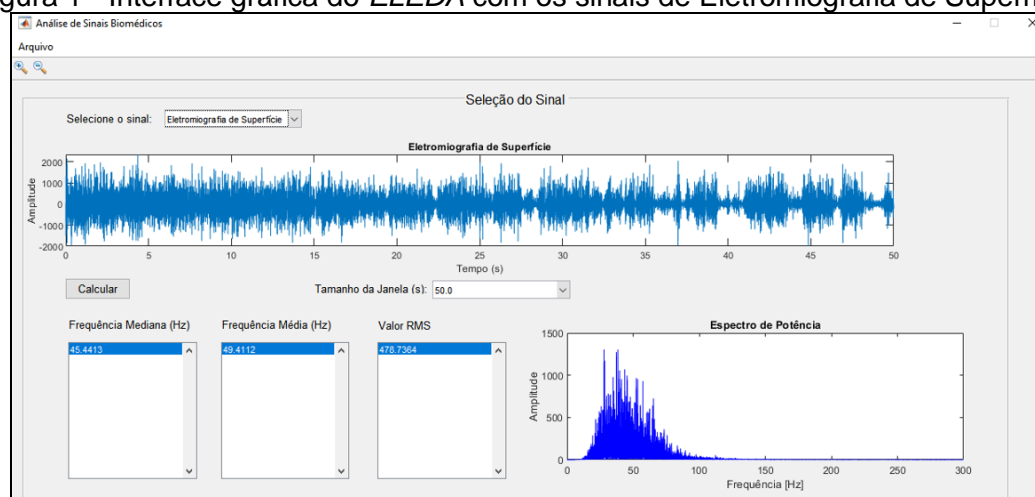 gura 1 - Interface gráfica do ELEDA com os sinais de Eletromiografia de
Análise de Sinais Biomédicos
Arquivo
Seleção do Sinal
Selecione o sinal: Eletromiografia de Superfície
Eletromiografia de Superfície
2000
1000
0
-1000
-2000
Amplitude
0 5 10 15 20 25 30 35 40 45 50
Tempo (s)
Calcular Tamanho da Janela (s): 50.0
Frequência Mediana (Hz) Frequência Média (Hz) Valor RMS
45.4413 49.4112 478.7364
Espectro de Potência
1500
1000
500
0
Amplitude
0 50 100 150 200 250 300
Frequência [Hz]